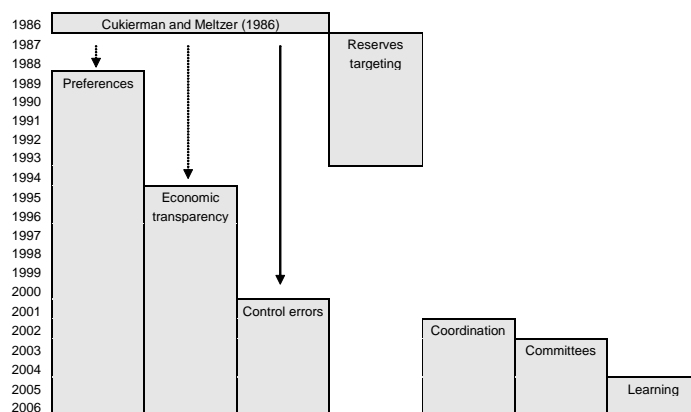 1986 Cukierman and Meltzer (1986)
1987 Reserves
1988 targeting
1989 Preferences
1990
1991
1992
1993
1994
1995 Economic
1996 transparency
1997
1998
1999
2000
2001 Control errors
2002 Coordination
2003 Committees
2004
2005 Learning
2006